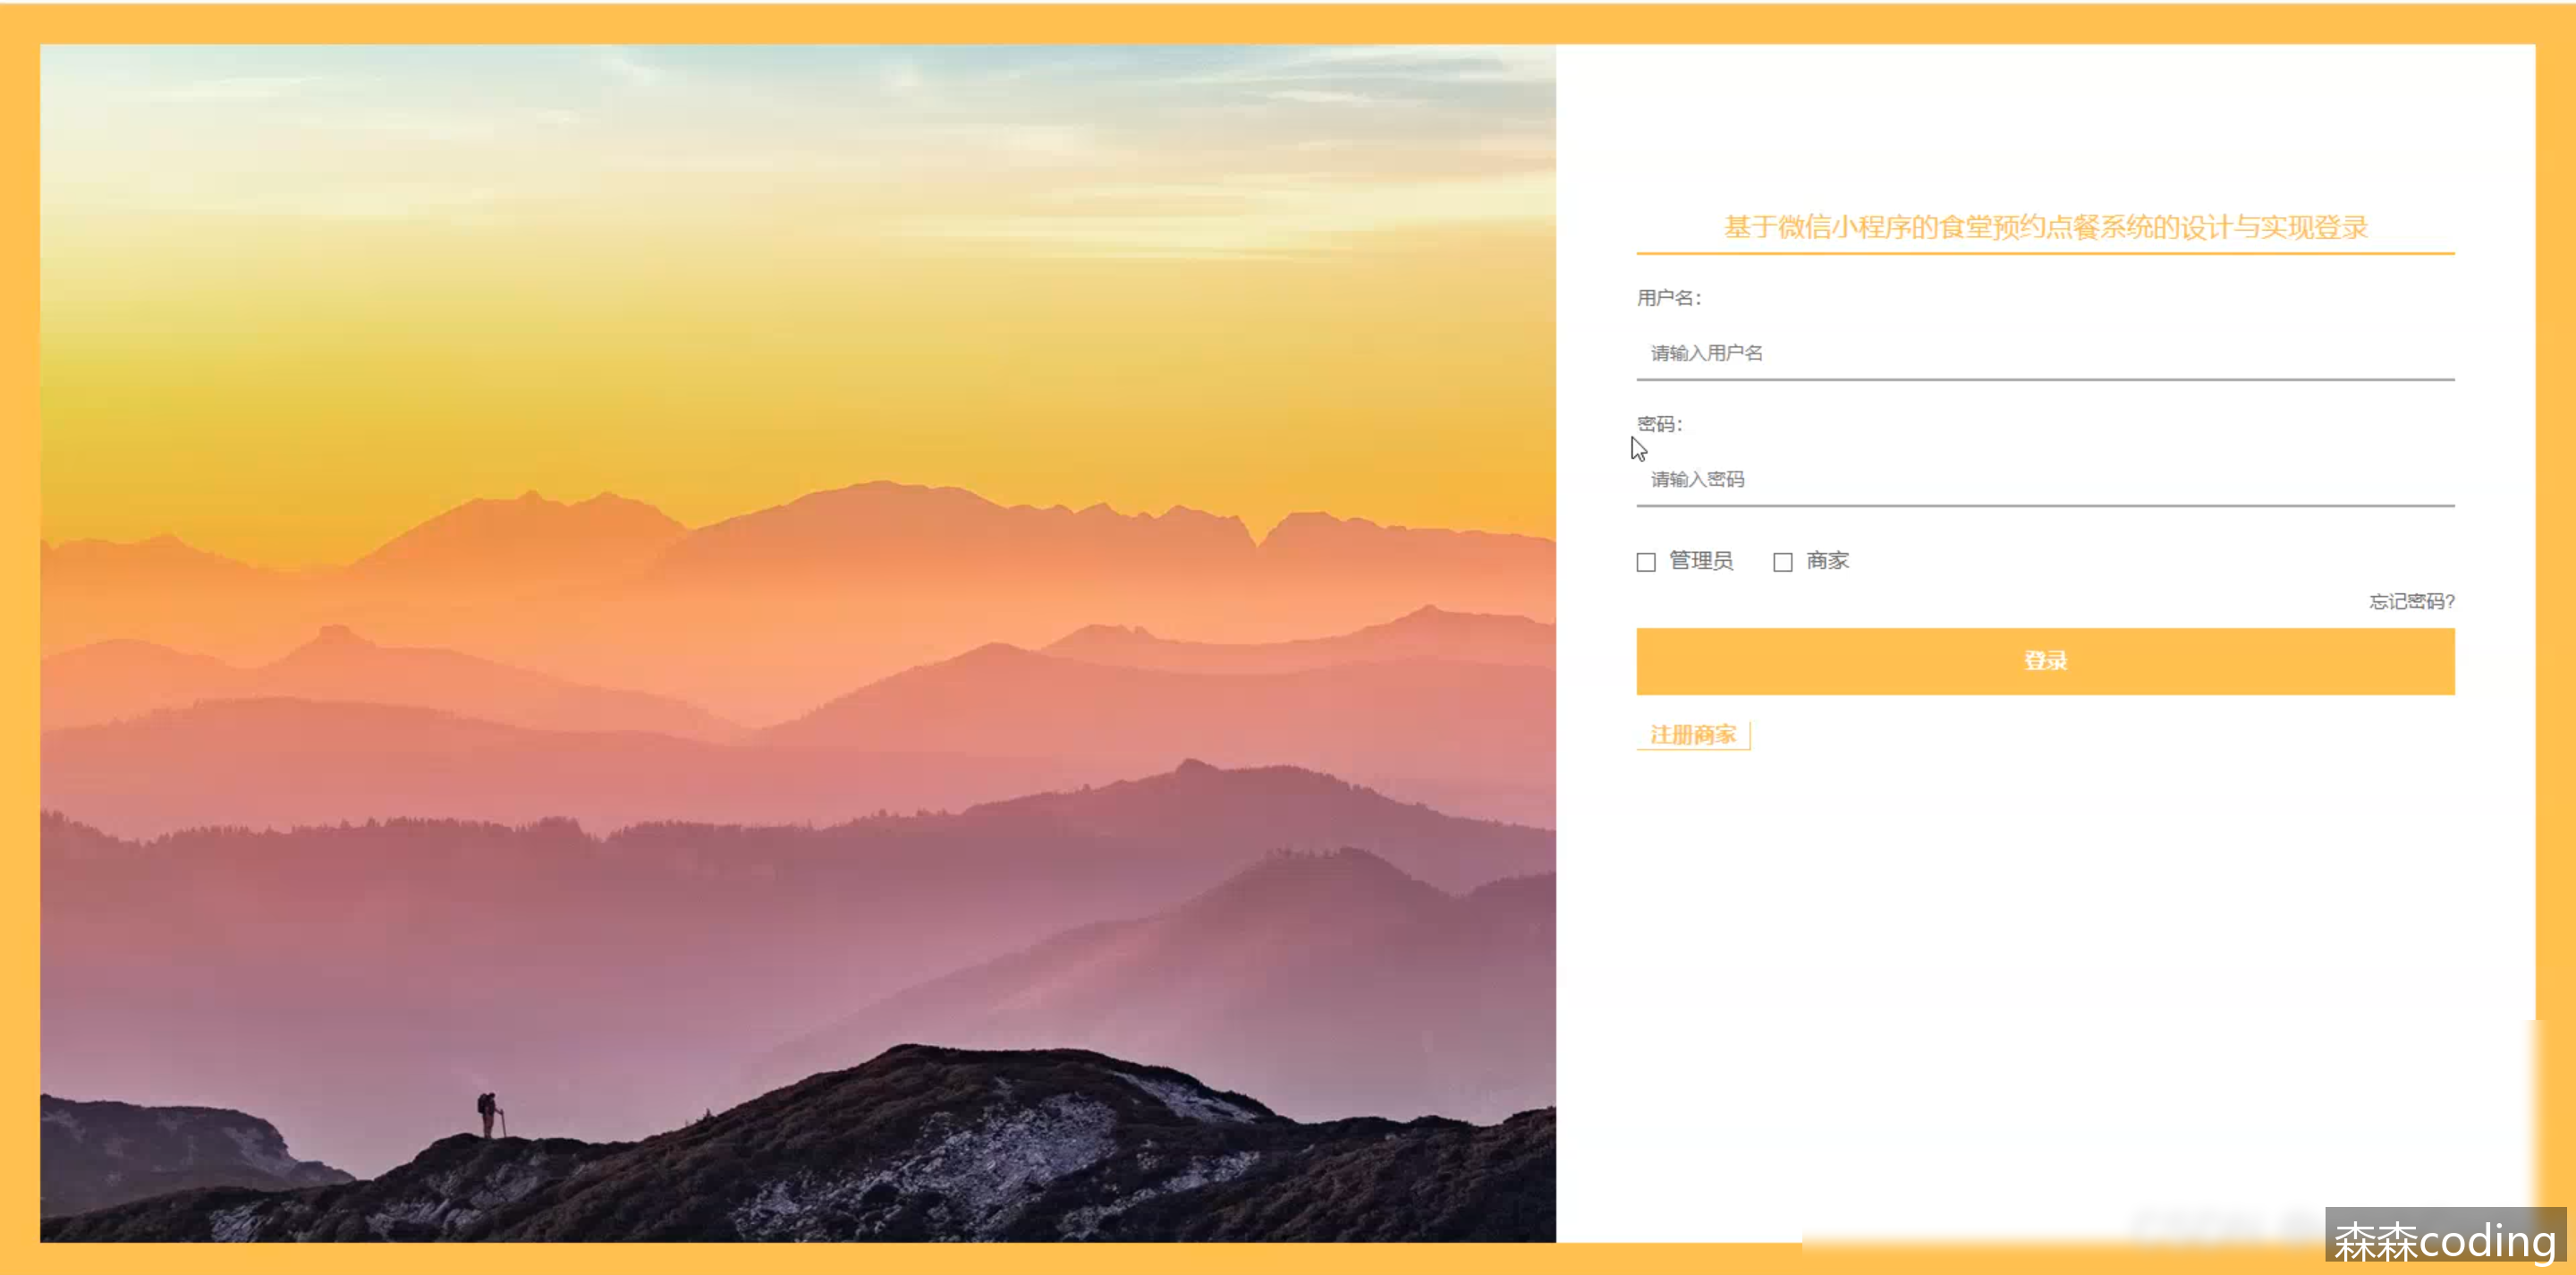 基于微信小程序的食堂预约点餐系统的设计与实现登录
用户名：
请输入用户名
密码：
请输入密码
管理员 商家
忘记密码?
登录
注册商家
森森coding